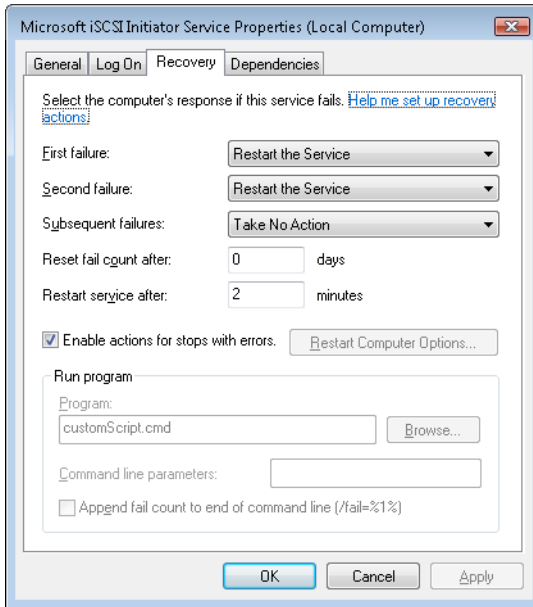 Microsoft iSCSI Initiator Service Properties (Local Computer)
General Log On Recovery Dependencies
Select the computer's response if this service fails. Help me set up recovery
actions.
First failure: Restart the Service
Second failure: Restart the Service
Subsequent failures: Take No Action
Reset fail count after: 0 days
Restart service after: 2 minutes
Enable actions for stops with errors. Restart Computer Options...
Run program
Program:
customScript.cmd Browse...
Command line parameters:
Append fail count to end of command line (/fail=%1%)
OK Cancel Apply